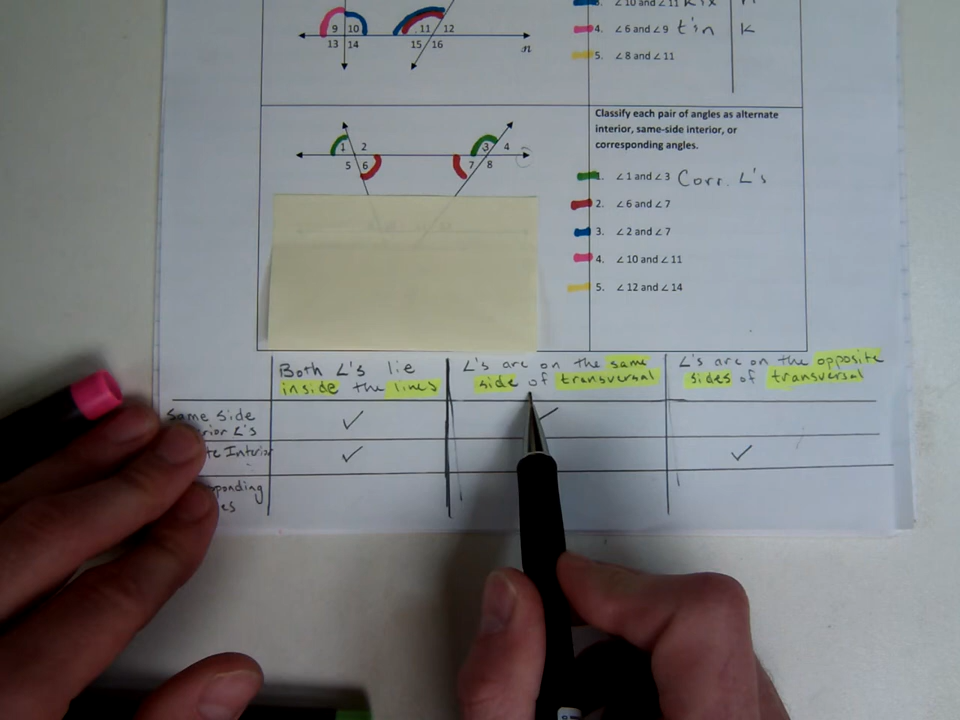 ∠10 and ∠11
9 10 11 12
4. ∠6 and ∠9 t'in K
13 14 15 16 n
5. ∠8 and ∠11
Classify each pair of angles as alternate
interior, same-side interior, or
corresponding angles.
1 2 3 4
5 6 7 8
1. ∠1 and ∠3 Corr. ∠'s
2. ∠6 and ∠7
3. ∠2 and ∠7
4. ∠10 and ∠11
5. ∠12 and ∠14
Both ∠'s lie
inside the lines
∠'s are on the same
side of transversal
∠'s are on the opposite
sides of transversal
Same Side ✓ ✓
∠'s
Interior ✓ ✓